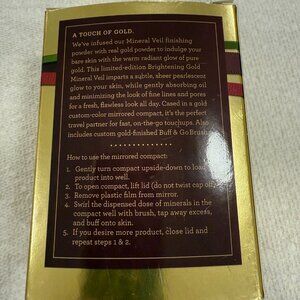 A TOUCH OF GOLD.
We've infused our Mineral Veil finishing
powder with real gold powder to indulge your
bare skin with the warm radiant glow of pure
gold. This limited-edition Brightening Gold
Mineral Veil imparts a subtle, sheer pearlescent
glow to your skin, while gently absorbing oil
and minimizing the look of fine lines and pores
for a fresh, flawless look all day. Cased in a gold
custom-color mirrored compact, it's the perfect
travel partner for fast, on-the-go touchups. Also
includes custom gold-finished Buff & Go Brush.
How to use the mirrored compact:
1. Gently turn compact upside-down to load
product into well.
2. To open compact, lift lid (do not twist cap off).
3. Remove plastic film from mirror.
4. Swirl the dispensed dose of minerals in the
compact well with brush, tap away excess,
and buff onto skin.
5. If you desire more product, close lid and
repeat steps 1 & 2.